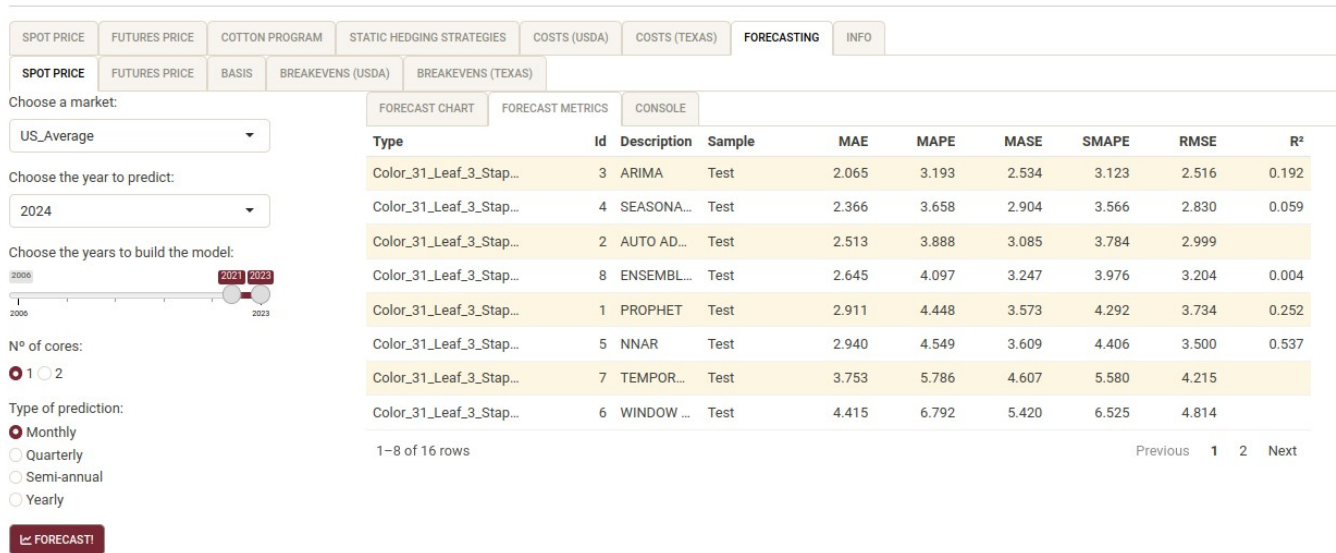 SPOT PRICE FUTURES PRICE COTTON PROGRAM STATIC HEDGING STRATEGIES COSTS (USDA) COSTS (TEXAS) FORECASTING INFO
SPOT PRICE FUTURES PRICE BASIS BREAKEVENS (USDA) BREAKEVENS (TEXAS)
Choose a market:
US_Average
Choose the year to predict:
2024
Choose the years to build the model:
2006 2021 2023
2006 2023
Nº of cores:
1 2
Type of prediction:
Monthly
Quarterly
Semi-annual
Yearly
FORECAST!
FORECAST CHART FORECAST METRICS CONSOLE
Type Id Description Sample MAE MAPE MASE SMAPE RMSE R²
Color_31_Leaf_3_Stap... 3 ARIMA Test 2.065 3.193 2.534 3.123 2.516 0.192
Color_31_Leaf_3_Stap... 4 SEASONA... Test 2.366 3.658 2.904 3.566 2.830 0.059
Color_31_Leaf_3_Stap... 2 AUTO AD... Test 2.513 3.888 3.085 3.784 2.999
Color_31_Leaf_3_Stap... 8 ENSEMBL... Test 2.645 4.097 3.247 3.976 3.204 0.004
Color_31_Leaf_3_Stap... 1 PROPHET Test 2.911 4.448 3.573 4.292 3.734 0.252
Color_31_Leaf_3_Stap... 5 NNAR Test 2.940 4.549 3.609 4.406 3.500 0.537
Color_31_Leaf_3_Stap... 7 TEMPOR... Test 3.753 5.786 4.607 5.580 4.215
Color_31_Leaf_3_Stap... 6 WINDOW ... Test 4.415 6.792 5.420 6.525 4.814
1–8 of 16 rows Previous 1 2 Next